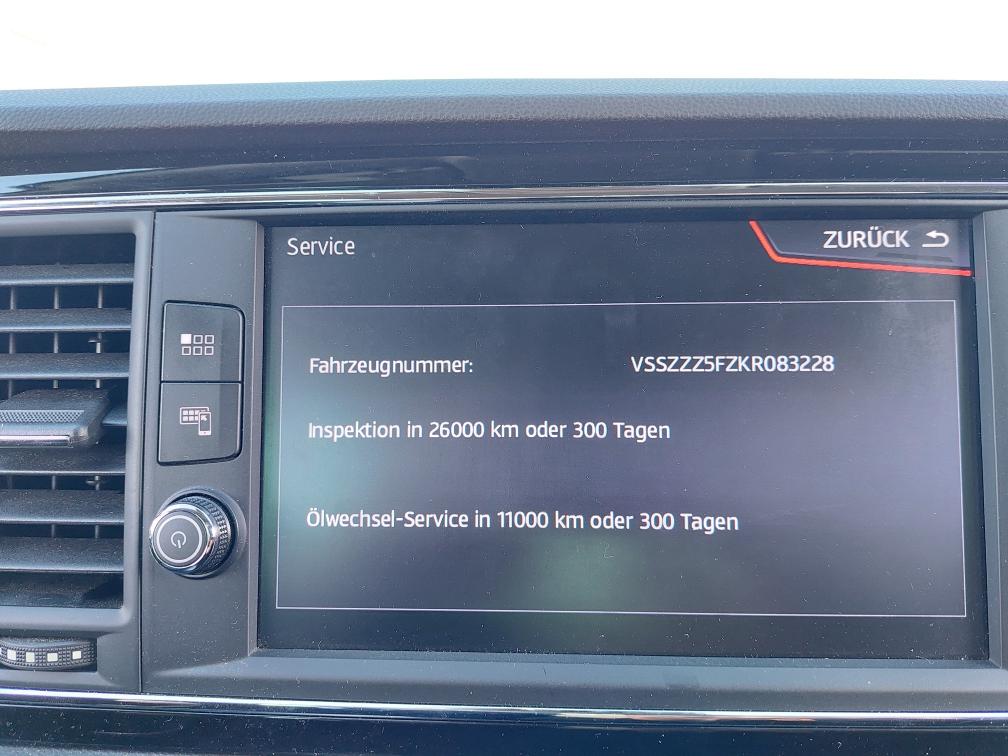 Service
ZURÜCK
Fahrzeugnummer: VSSZZZ5FZKR083228
Inspektion in 26000 km oder 300 Tagen
Ölwechsel-Service in 11000 km oder 300 Tagen